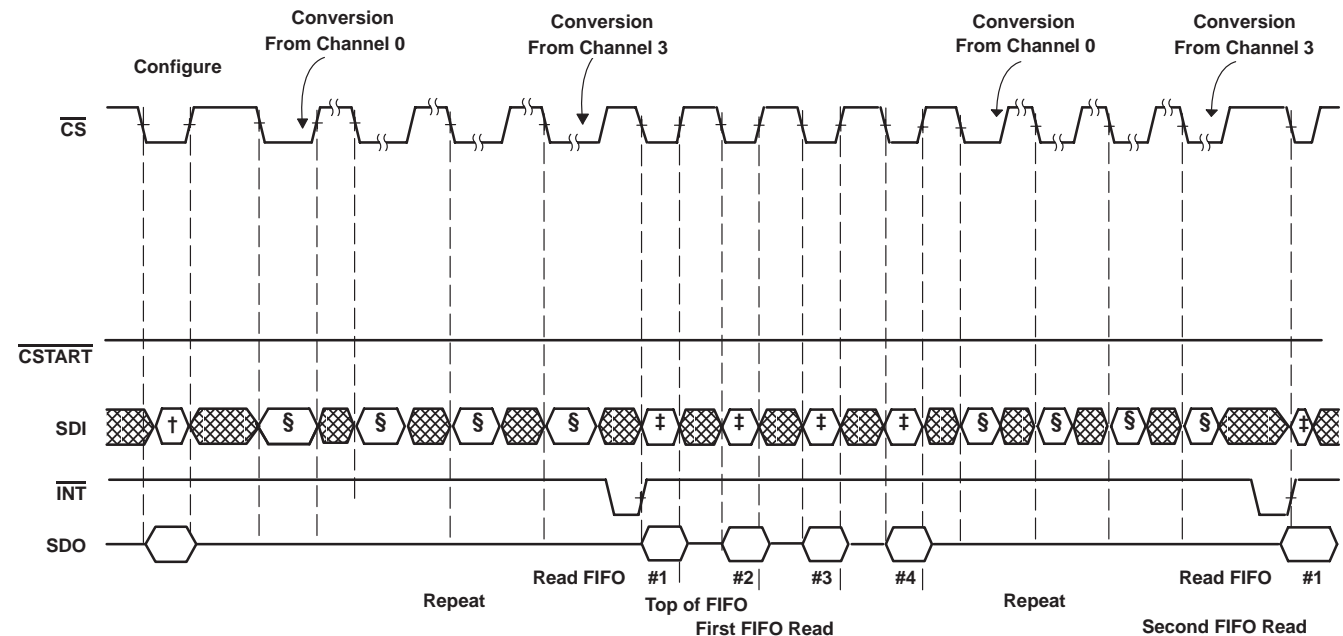 Conversion
From Channel 0
Conversion
From Channel 3
Conversion
From Channel 0
Conversion
From Channel 3
Configure
CS
CSTART
SDI † § § § § ‡ ‡ ‡ ‡ § § § § ‡
INT
SDO
Read FIFO #1 #2 #3 #4 Read FIFO #1
Repeat Top of FIFO Repeat
First FIFO Read Second FIFO Read